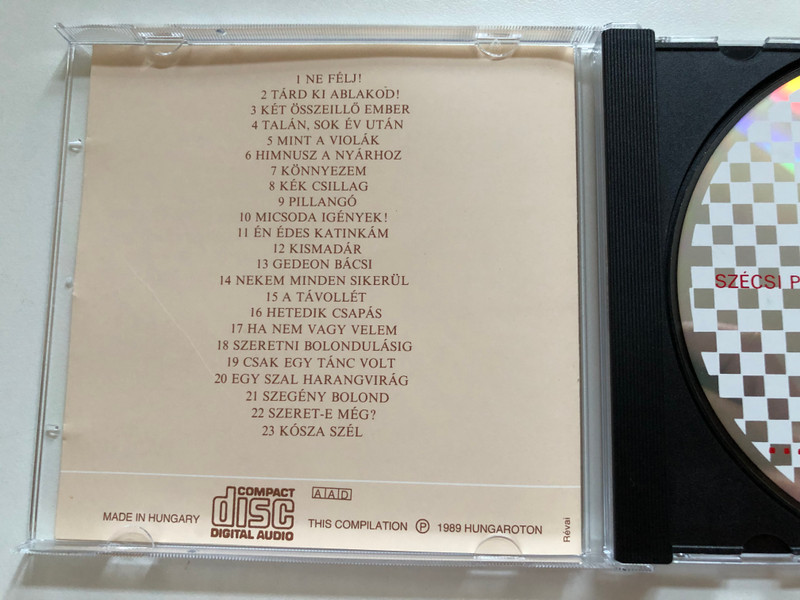 1 NE FÉLJ!
2 TÁRD KI ABLAKOD!
3 KÉT ÖSSZEILLŐ EMBER
4 TALÁN, SOK ÉV UTÁN
5 MINT A VIOLÁK
6 HIMNUSZ A NYÁRHOZ
7 KÖNNYEZEM
8 KÉK CSILLAG
9 PILLANGÓ
10 MICSODA IGÉNYEK!
11 ÉN ÉDES KATINKÁM
12 KISMADÁR
13 GEDEON BÁCSI
14 NEKEM MINDEN SIKERÜL
15 A TÁVOLLÉT
16 HETEDIK CSAPÁS
17 HA NEM VAGY VELEM
18 SZERETNI BOLONDULÁSIG
19 CSAK EGY TÁNC VOLT
20 EGY SZAL HARANGVIRÁG
21 SZEGÉNY BOLOND
22 SZERET-E MÉG?
23 KÓSZA SZÉL
MADE IN HUNGARY
COMPACT
disc
DIGITAL AUDIO
AAD
THIS COMPILATION Ⓟ 1989 HUNGAROTON
Révai
SZÉCSI P